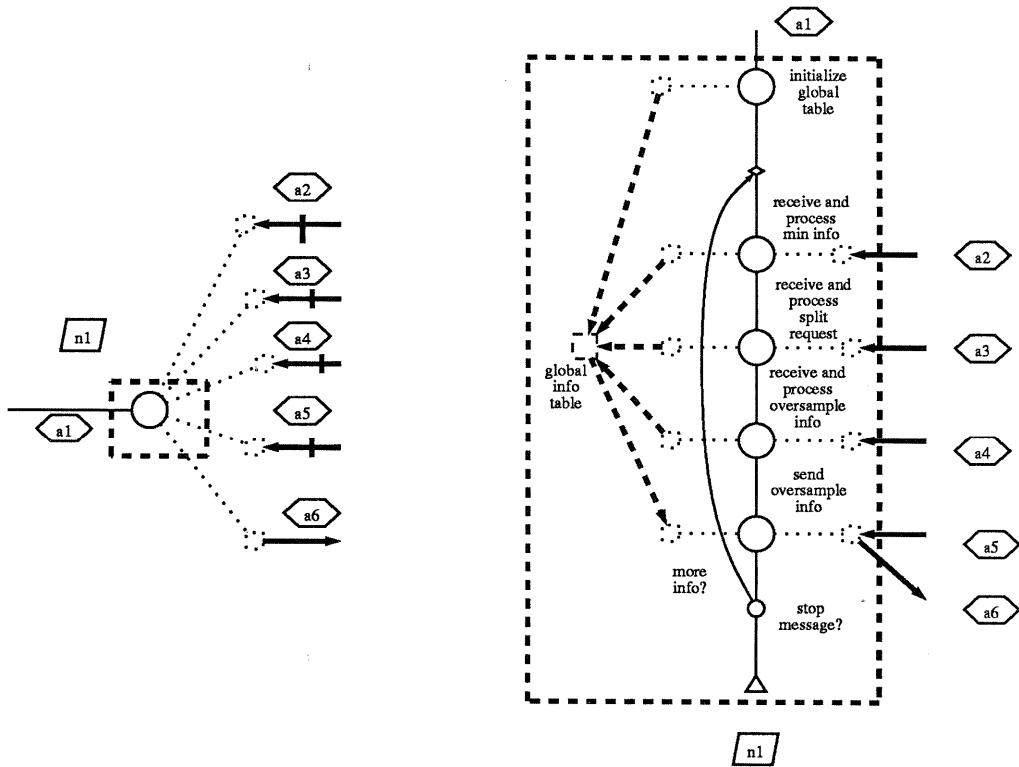 a2
a3
a4
n1
a5
a1
a6
a1
initialize
global
table
receive and
process
min info
a2
receive and
process
split
request
a3
global
info
table
receive and
process
oversample
info
a4
send
oversample
info
a5
more
info?
stop
message?
a6
n1